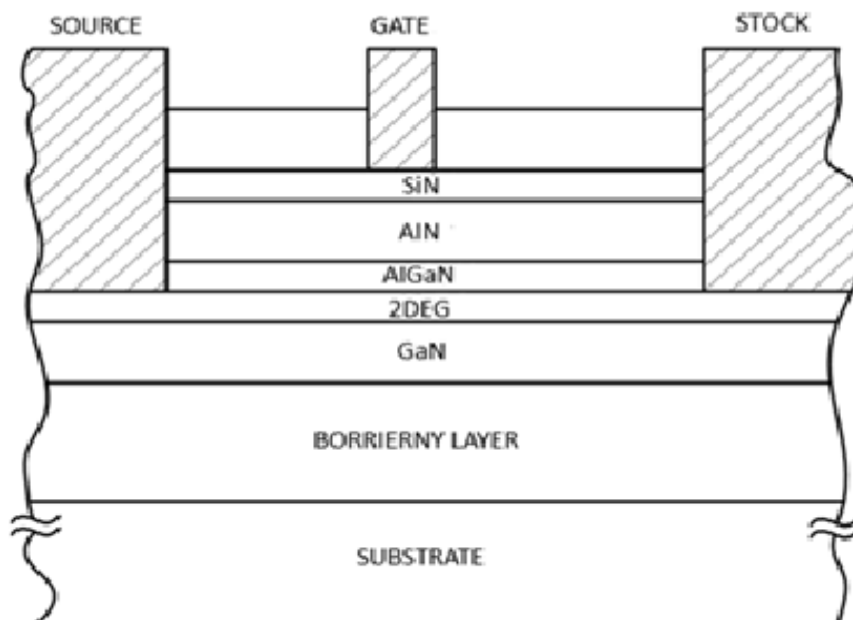 SOURCE GATE STOCK
SiN
AlN
AlGaN
2DEG
GaN
BORRIERNY LAYER
SUBSTRATE